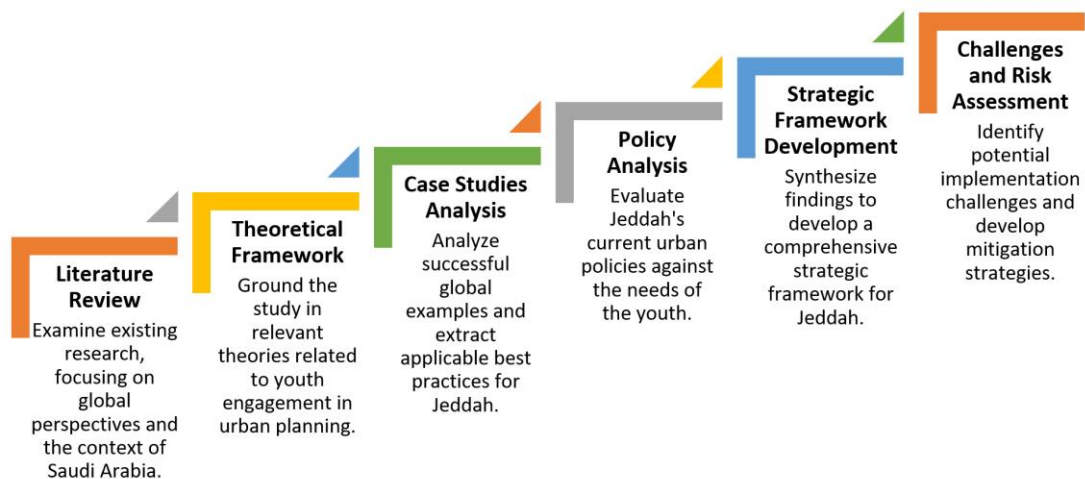 Literature
Review
Examine existing
research,
focusing on
global
perspectives and
the context of
Saudi Arabia.
Theoretical
Framework
Ground the
study in
relevant
theories related
to youth
engagement in
urban planning.
Case Studies
Analysis
Analyze
successful
global
examples and
extract
applicable best
practices for
Jeddah.
Policy
Analysis
Evaluate
Jeddah's
current urban
policies against
the needs of
the youth.
Strategic
Framework
Development
Synthesize
findings to
develop a
comprehensive
strategic
framework for
Jeddah.
Challenges
and Risk
Assessment
Identify
potential
implementation
challenges and
develop
mitigation
strategies.